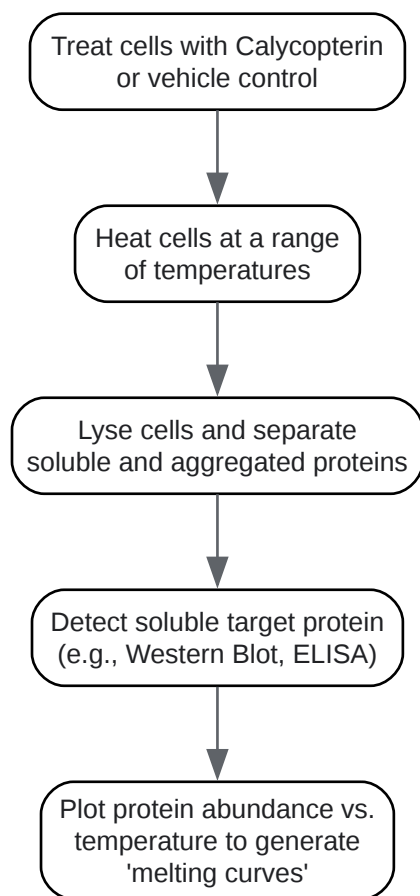 Treat cells with Calycopterin
or vehicle control
Heat cells at a range
of temperatures
Lyse cells and separate
soluble and aggregated proteins
Detect soluble target protein
(e.g., Western Blot, ELISA)
Plot protein abundance vs.
temperature to generate
'melting curves'